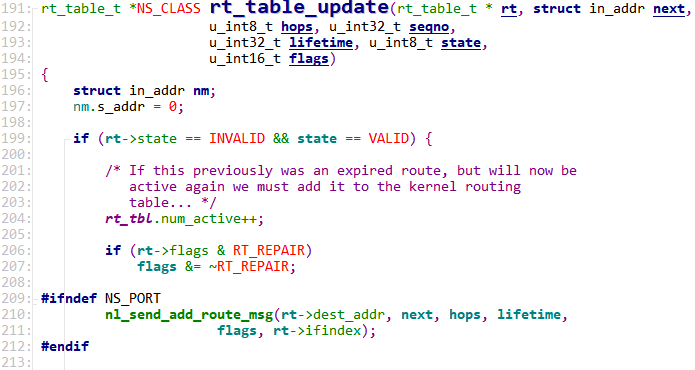 191: rt_table_t *NS_CLASS rt_table_update(rt_table_t * rt, struct in_addr next,
192: u_int8_t hops, u_int32_t seqno,
193: u_int32_t lifetime, u_int8_t state,
194: u_int16_t flags)
195: {
196: struct in_addr nm;
197: nm.s_addr = 0;
198:
199: if (rt->state == INVALID && state == VALID) {
200:
201: /* If this previously was an expired route, but will now be
202: active again we must add it to the kernel routing
203: table... */
204: rt_tbl.num_active++;
205:
206: if (rt->flags & RT_REPAIR)
207: flags &= ~RT_REPAIR;
208:
209: #ifndef NS_PORT
210: nl_send_add_route_msg(rt->dest_addr, next, hops, lifetime,
211: flags, rt->ifindex);
212: #endif
213: